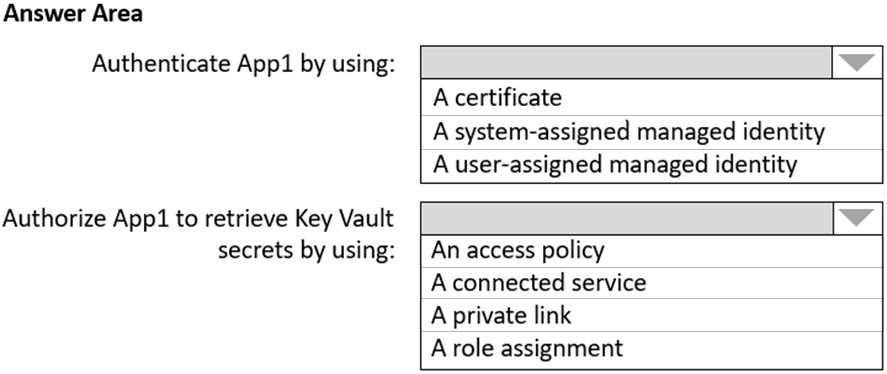 Answer Area
Authenticate App1 by using:
A certificate
A system-assigned managed identity
A user-assigned managed identity
Authorize App1 to retrieve Key Vault
secrets by using:
An access policy
A connected service
A private link
A role assignment